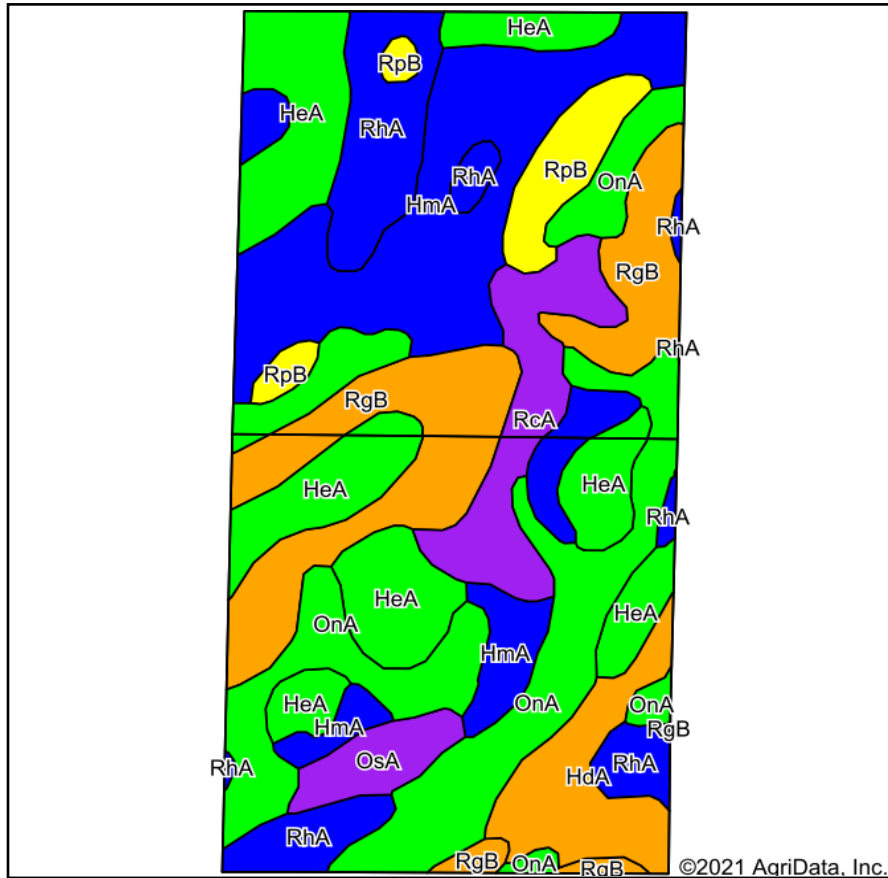 HeA
RpB
HeA
RhA
RpB
RhA
OnA
HmA
RhA
RgB
RhA
RpB
RgB
RcA
HeA
HeA
RhA
HeA
HeA
OnA
HmA
HeA
OnA
OnA
HmA
RgB
OsA
RhA
RhA
HdA
RhA
RgB
OnA
RgB
©2021 AgriData, Inc.